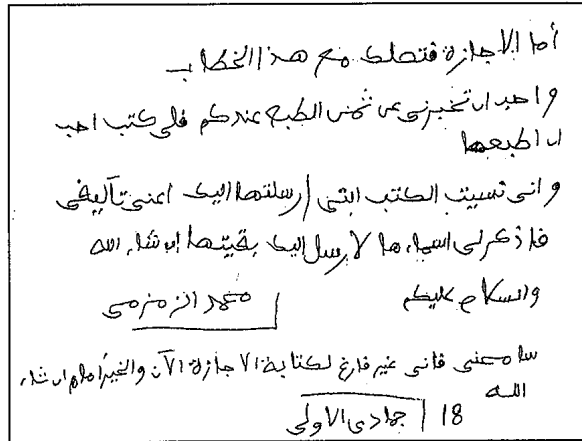 أما الاجازة فتصلك مع هذا الخطاب
واحب ان تخبرني عن ثمن الطبع عندكم فلي كتب احب
ان اطبعها
واني نسيت الكتب التي ارسلتها اليك اعني تآليفي
فاذكر لي اسماءها لارسل اليك بقيتها ان شاء الله
والسلام عليكم
محمد الزمزمي
سامحني فاني غير فارغ لكتابة الاجازة الآن والخير امام ان شاء
الله
18 جمادى الاولى